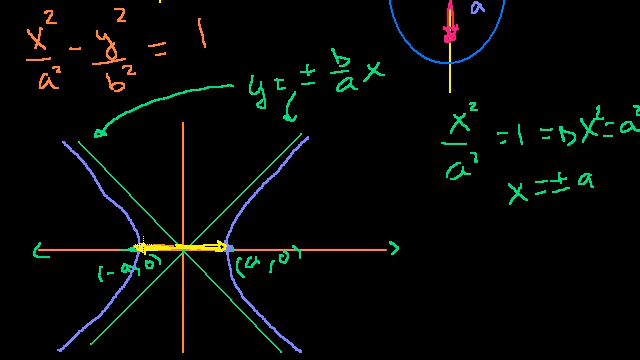 x²/a² - y²/b² = 1
a
y = ± b/a x
x²/a² = 1 => x² = a²
x = ± a
(-a, 0)
(a, 0)